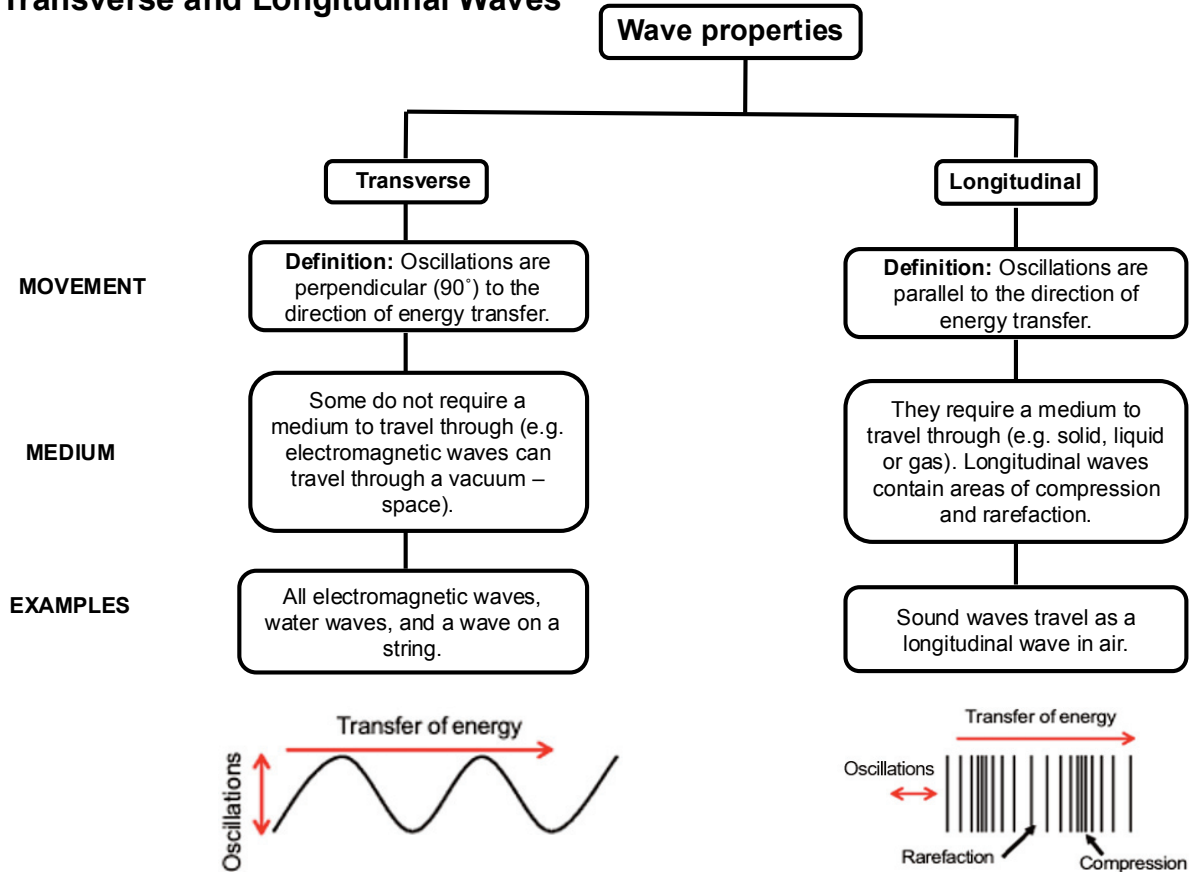 Transverse and Longitudinal Waves
Wave properties
Transverse
Longitudinal
MOVEMENT
Definition: Oscillations are
perpendicular (90˚) to the
direction of energy transfer.
Definition: Oscillations are
parallel to the direction of
energy transfer.
MEDIUM
Some do not require a
medium to travel through (e.g.
electromagnetic waves can
travel through a vacuum –
space).
They require a medium to
travel through (e.g. solid, liquid
or gas). Longitudinal waves
contain areas of compression
and rarefaction.
EXAMPLES
All electromagnetic waves,
water waves, and a wave on a
string.
Sound waves travel as a
longitudinal wave in air.
Transfer of energy
Oscillations
Transfer of energy
Oscillations
Rarefaction
Compression